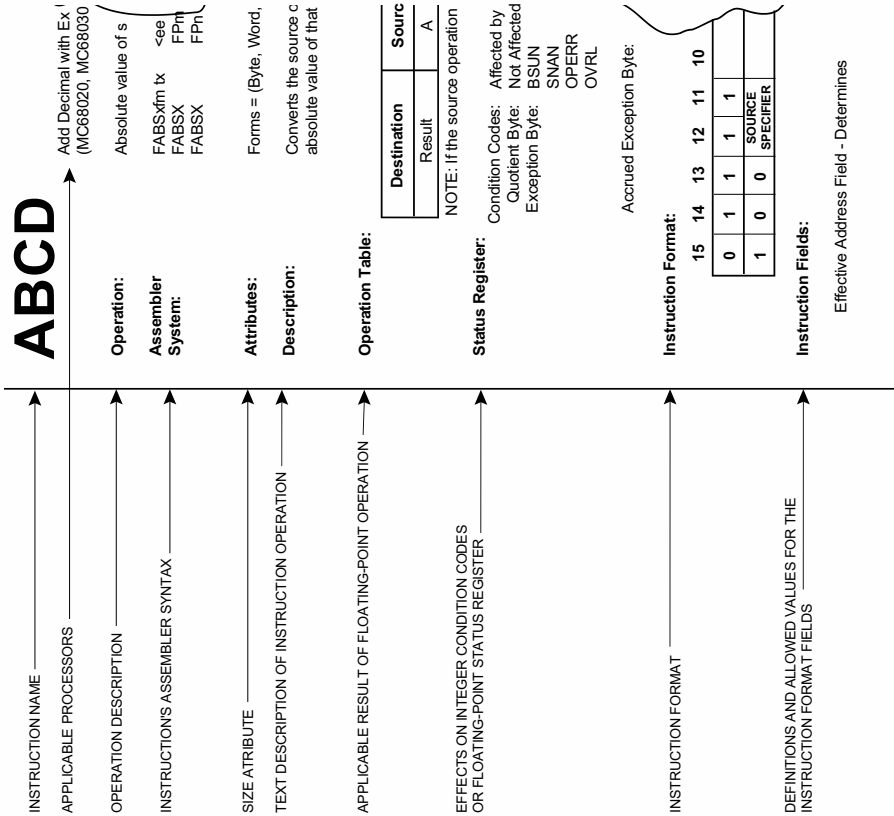 INSTRUCTION NAME
APPLICABLE PROCESSORS
OPERATION DESCRIPTION
INSTRUCTION'S ASSEMBLER SYNTAX
SIZE ATRIBUTE
TEXT DESCRIPTION OF INSTRUCTION OPERATION
APPLICABLE RESULT OF FLOATING-POINT OPERATION
EFFECTS ON INTEGER CONDITION CODES
OR FLOATING-POINT STATUS REGISTER
INSTRUCTION FORMAT
DEFINITIONS AND ALLOWED VALUES FOR THE
INSTRUCTION FORMAT FIELDS
ABCD
Add Decimal with Ex
(MC68020, MC68030
Operation: Absolute value of s
Assembler FABSxfm tx <ee
System: FABSX FPm
FABSX FPn
Attributes: Forms = (Byte, Word,
Description: Converts the source o
absolute value of that
Operation Table:
Destination Sourc
Result A
NOTE: If the source operation
Status Register: Condition Codes: Affected by
Quotient Byte: Not Affected
Exception Byte: BSUN
SNAN
OPERR
OVRL
Accrued Exception Byte:
Instruction Format:
15 14 13 12 11 10
0 1 1 1 1
1 0 0 SOURCE
SPECIFIER
Instruction Fields:
Effective Address Field - Determines